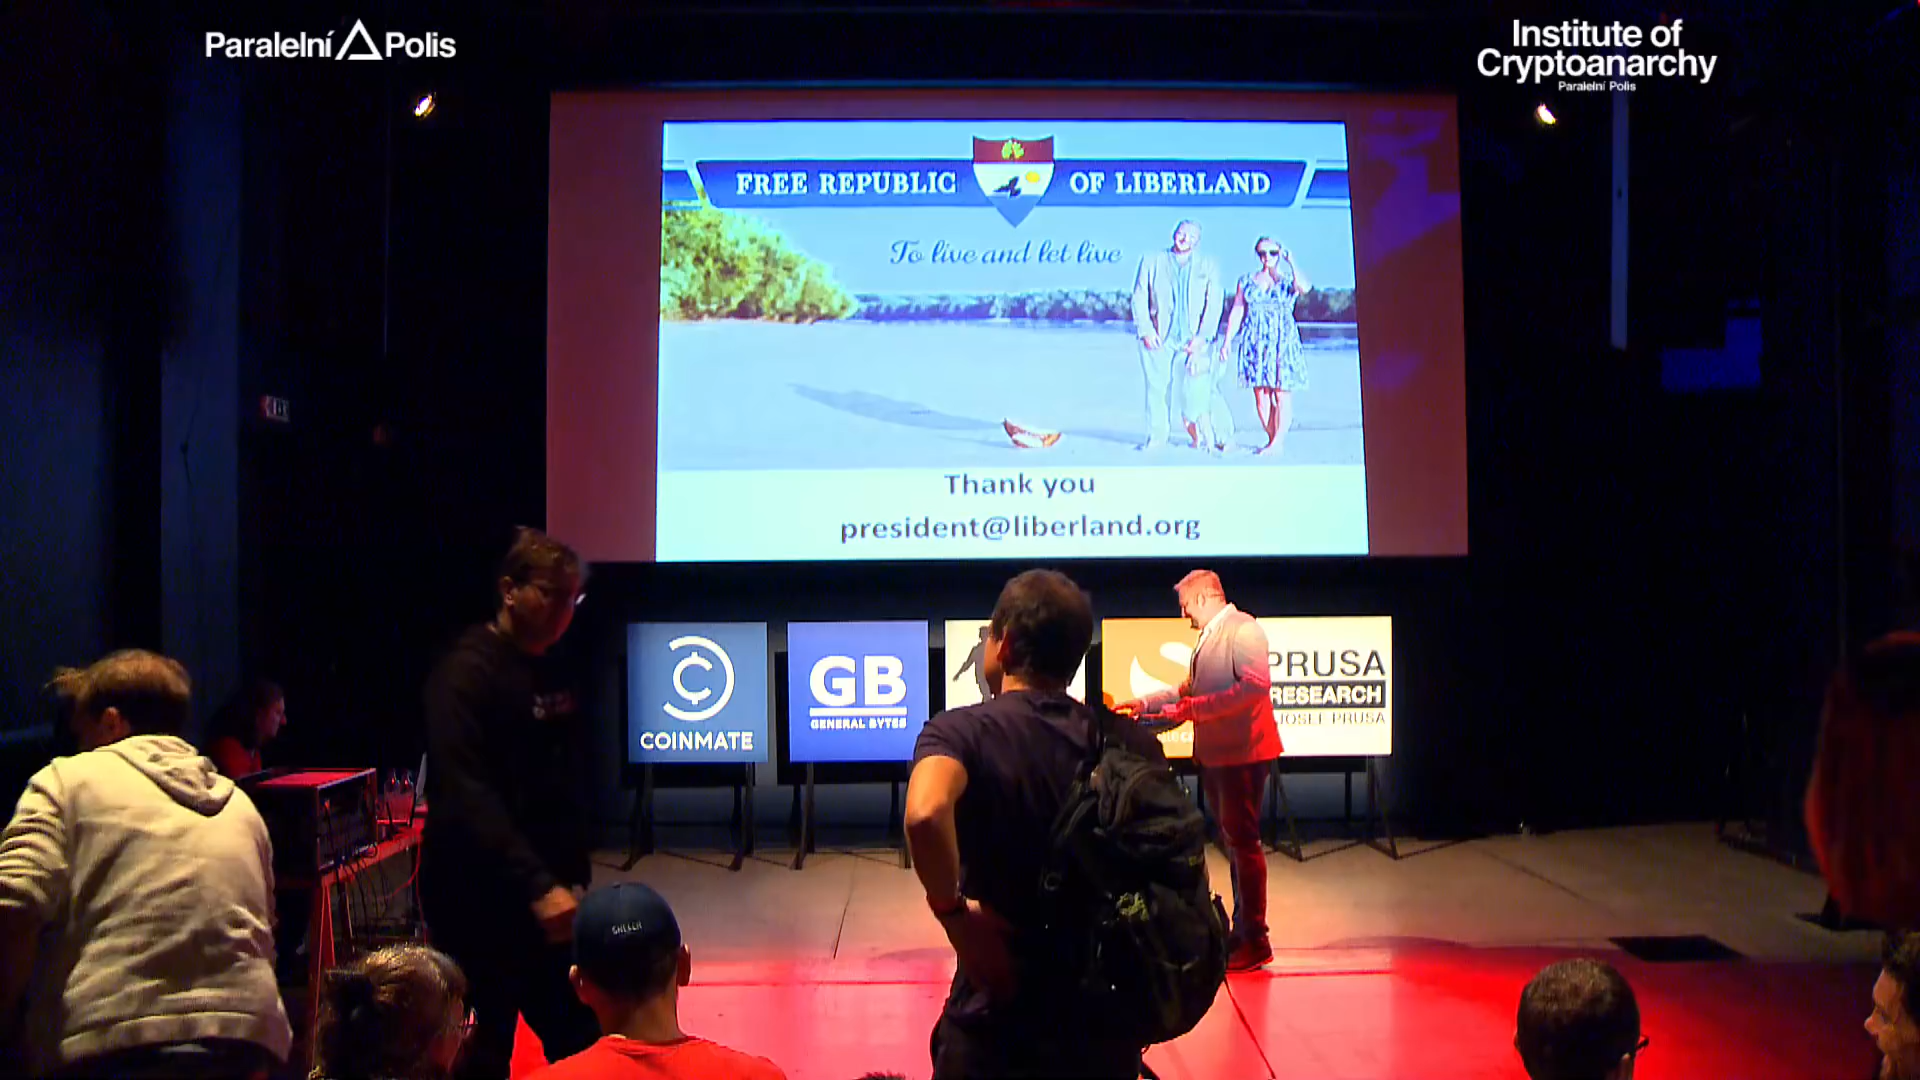 Paralelní Polis
Institute of
Cryptoanarchy
Paralelní Polis
FREE REPUBLIC OF LIBERLAND
To live and let live
Thank you
president@liberland.org
COINMATE
GB
GENERAL BYTES
PRUSA
RESEARCH
JOSEF PRUSA